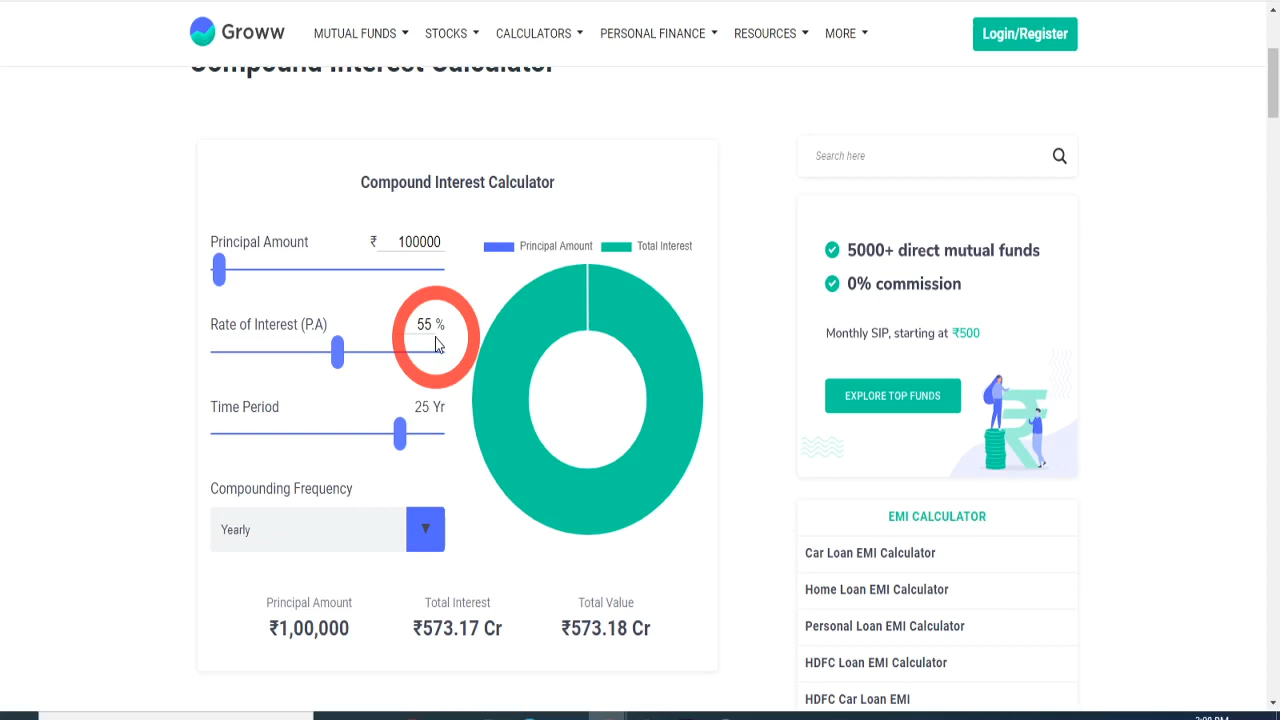 Groww MUTUAL FUNDS STOCKS CALCULATORS PERSONAL FINANCE RESOURCES MORE Login/Register
Compound Interest Calculator
Search here
Compound Interest Calculator
Principal Amount ₹ 100000
Principal Amount Total Interest
Rate of Interest (P.A) 55 %
Time Period 25 Yr
Compounding Frequency
Yearly
Principal Amount Total Interest Total Value
₹1,00,000 ₹573.17 Cr ₹573.18 Cr
5000+ direct mutual funds
0% commission
Monthly SIP, starting at ₹500
EXPLORE TOP FUNDS
EMI CALCULATOR
Car Loan EMI Calculator
Home Loan EMI Calculator
Personal Loan EMI Calculator
HDFC Loan EMI Calculator
HDFC Car Loan EMI